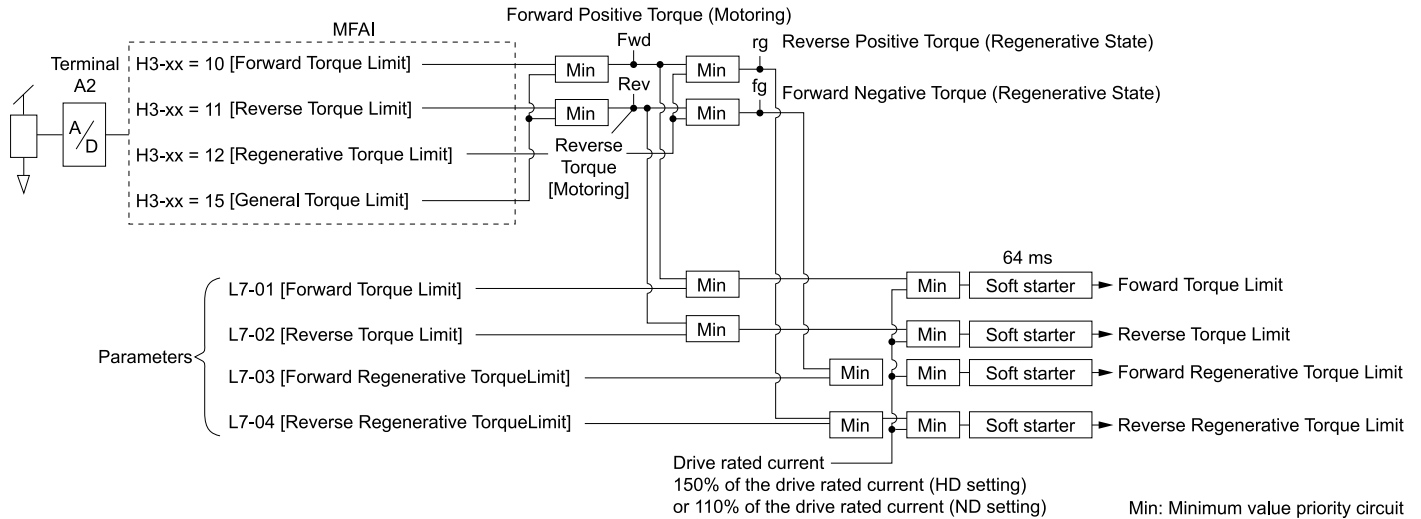 Forward Positive Torque (Motoring)
MFAI
Fwd
rg
Reverse Positive Torque (Regenerative State)
Terminal
A2
H3-xx = 10 [Forward Torque Limit]
Min
Min
Rev
fg
Forward Negative Torque (Regenerative State)
H3-xx = 11 [Reverse Torque Limit]
Min
Min
A/D
Reverse
Torque
[Motoring]
H3-xx = 12 [Regenerative Torque Limit]
H3-xx = 15 [General Torque Limit]
64 ms
Parameters
L7-01 [Forward Torque Limit]
Min
Min
Soft starter
Foward Torque Limit
L7-02 [Reverse Torque Limit]
Min
Min
Soft starter
Reverse Torque Limit
L7-03 [Forward Regenerative TorqueLimit]
Min
Min
Soft starter
Forward Regenerative Torque Limit
L7-04 [Reverse Regenerative TorqueLimit]
Min
Min
Soft starter
Reverse Regenerative Torque Limit
Drive rated current
150% of the drive rated current (HD setting)
or 110% of the drive rated current (ND setting)
Min: Minimum value priority circuit